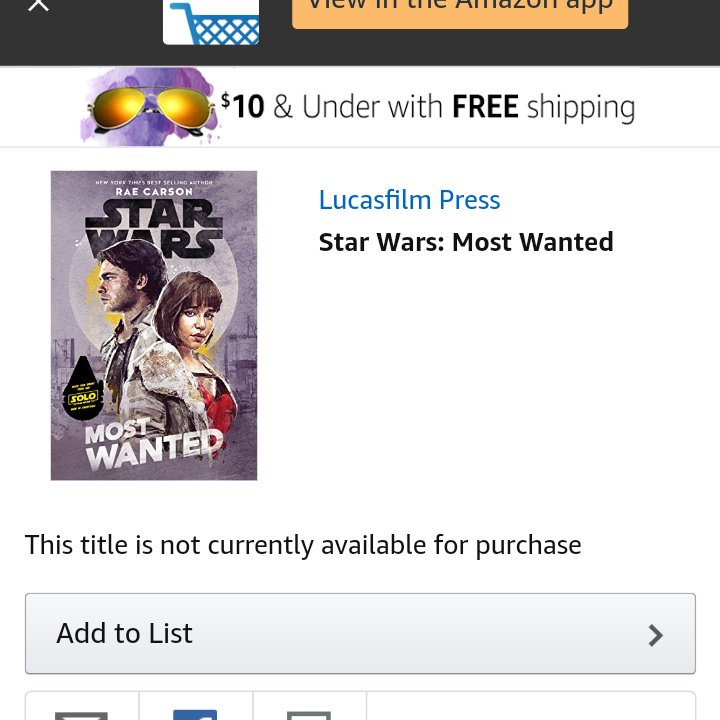 View in the Amazon app
$10 & Under with FREE shipping
NEW YORK TIMES BEST SELLING AUTHOR
RAE CARSON
STAR
WARS
SOLO
MOST
WANTED
Lucasfilm Press
Star Wars: Most Wanted
This title is not currently available for purchase
Add to List